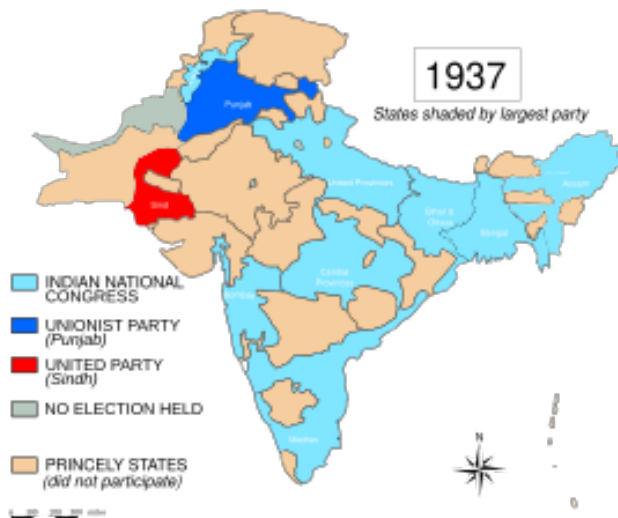 1937
States shaded by largest party
Punjab
United Provinces
Assam
Sind
Bihar &
Orissa
Bengal
Central
Provinces
Bombay
Madras
INDIAN NATIONAL
CONGRESS
UNIONIST PARTY
(Punjab)
UNITED PARTY
(Sindh)
NO ELECTION HELD
PRINCELY STATES
(did not participate)
N